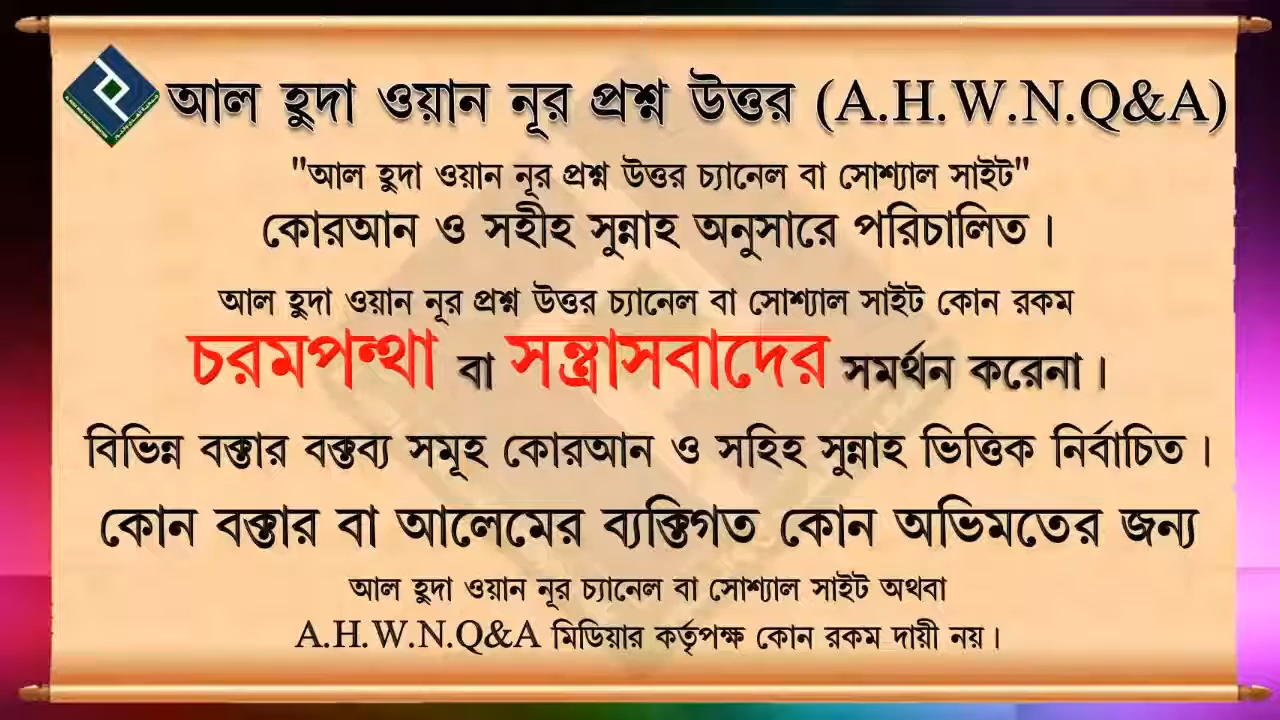 আল হুদা ওয়ান নূর প্রশ্ন উত্তর (A.H.W.N.Q&A)
"আল হুদা ওয়ান নূর প্রশ্ন উত্তর চ্যানেল বা সোশ্যাল সাইট"
কোরআন ও সহীহ সুন্নাহ অনুসারে পরিচালিত।
আল হুদা ওয়ান নূর প্রশ্ন উত্তর চ্যানেল বা সোশ্যাল সাইট কোন রকম
চরমপন্থা বা সন্ত্রাসবাদের সমর্থন করেনা।
বিভিন্ন বক্তার বক্তব্য সমূহ কোরআন ও সহিহ সুন্নাহ ভিত্তিক নির্বাচিত।
কোন বক্তার বা আলেমের ব্যক্তিগত কোন অভিমতের জন্য
আল হুদা ওয়ান নূর চ্যানেল বা সোশ্যাল সাইট অথবা
A.H.W.N.Q&A মিডিয়ার কর্তৃপক্ষ কোন রকম দায়ী নয়।